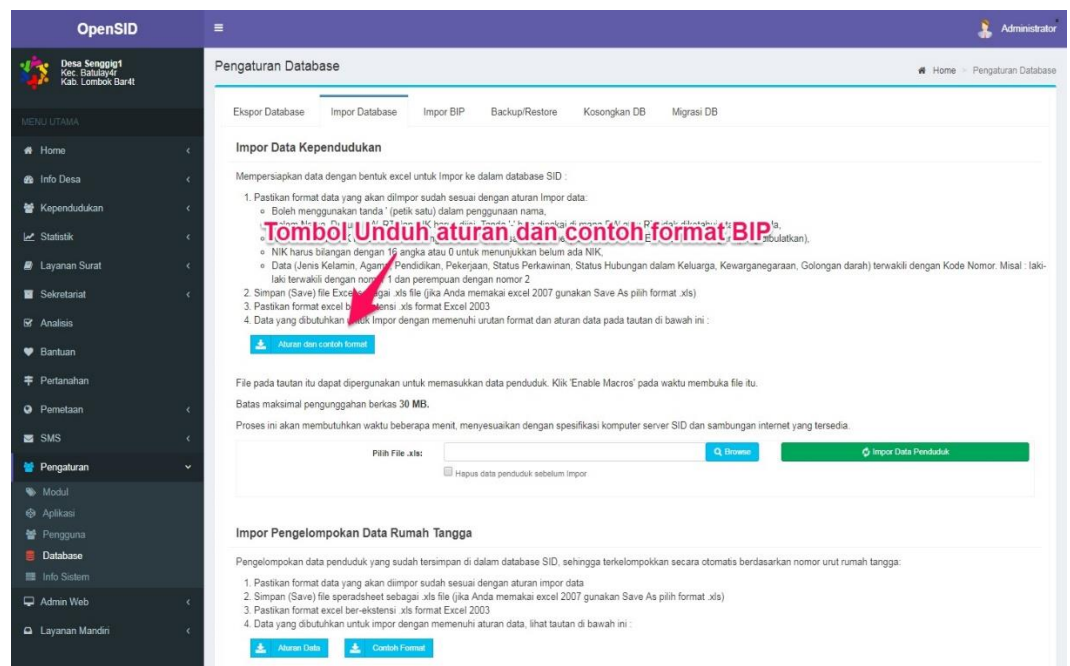 OpenSID
Administrator
Desa Senggig1
Kec. Batulay4r
Kab. Lombok Bar4t
Pengaturan Database
Home > Pengaturan Database
MENU UTAMA
Home
Info Desa
Kependudukan
Statistik
Layanan Surat
Sekretariat
Analisis
Bantuan
Pertanahan
Pemetaan
SMS
Pengaturan
Modul
Aplikasi
Pengguna
Database
Info Sistem
Admin Web
Layanan Mandiri
Ekspor Database Impor Database Impor BIP Backup/Restore Kosongkan DB Migrasi DB
Impor Data Kependudukan
Mempersiapkan data dengan bentuk excel untuk Impor ke dalam database SID :
1. Pastikan format data yang akan diImpor sudah sesuai dengan aturan Impor data:
Boleh menggunakan tanda ' (petik satu) dalam penggunaan nama,
Tombol Unduh aturan dan contoh format BIP
NIK harus bilangan dengan 16 angka atau 0 untuk menunjukkan belum ada NIK,
Data (Jenis Kelamin, Agama, Pendidikan, Pekerjaan, Status Perkawinan, Status Hubungan dalam Keluarga, Kewarganegaraan, Golongan darah) terwakili dengan Kode Nomor. Misal : laki-
laki terwakili dengan nomor 1 dan perempuan dengan nomor 2
2. Simpan (Save) file Excel sebagai .xls file (jika Anda memakai excel 2007 gunakan Save As pilih format .xls)
3. Pastikan format excel ber-ekstensi .xls format Excel 2003
4. Data yang dibutuhkan untuk Impor dengan memenuhi urutan format dan aturan data pada tautan di bawah ini :
Aturan dan contoh format
File pada tautan itu dapat dipergunakan untuk memasukkan data penduduk. Klik 'Enable Macros' pada waktu membuka file itu.
Batas maksimal pengunggahan berkas 30 MB.
Proses ini akan membutuhkan waktu beberapa menit, menyesuaikan dengan spesifikasi komputer server SID dan sambungan internet yang tersedia.
Pilih File .xls: Browse Impor Data Penduduk
Hapus data penduduk sebelum Impor
Impor Pengelompokan Data Rumah Tangga
Pengelompokan data penduduk yang sudah tersimpan di dalam database SID, sehingga terkelompokkan secara otomatis berdasarkan nomor urut rumah tangga:
1. Pastikan format data yang akan diimpor sudah sesuai dengan aturan impor data
2. Simpan (Save) file speradsheet sebagai .xls file (jika Anda memakai excel 2007 gunakan Save As pilih format .xls)
3. Pastikan format excel ber-ekstensi .xls format Excel 2003
4. Data yang dibutuhkan untuk impor dengan memenuhi aturan data, lihat tautan di bawah ini :
Aturan Data Contoh Format